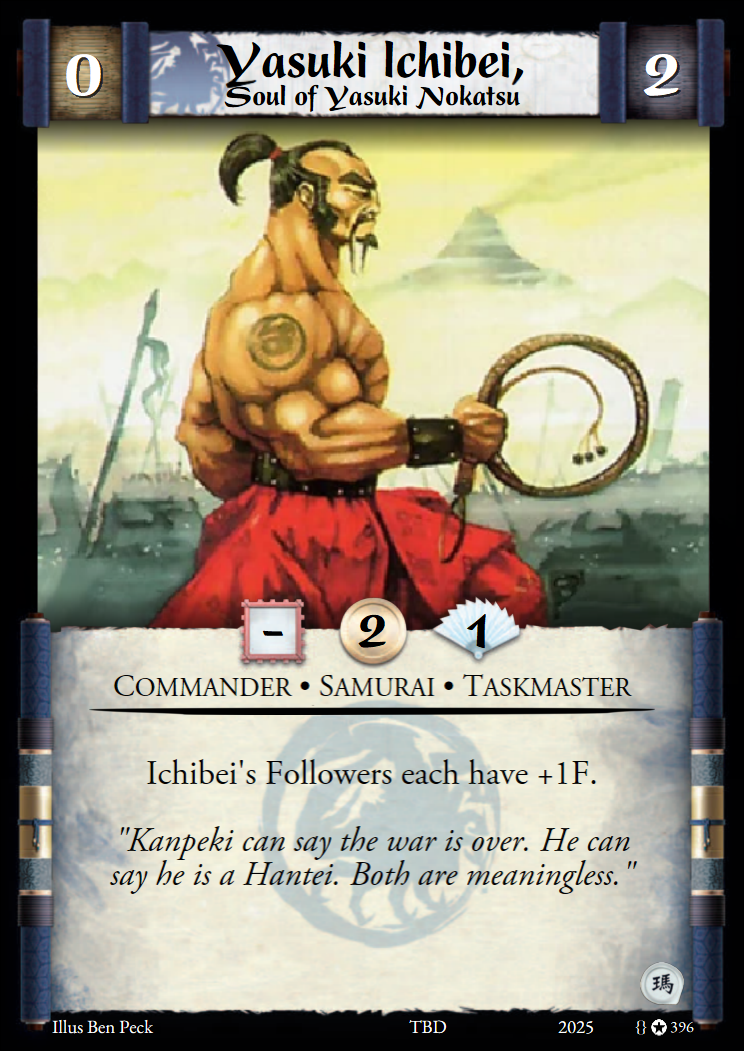 0
Yasuki Ichibei,
2
Soul of Yasuki Nokatsu
-
2
1
COMMANDER • SAMURAI • TASKMASTER
Ichibei's Followers each have +1F.
"Kanpeki can say the war is over. He can
say he is a Hantei. Both are meaningless."
瑪
Illus Ben Peck
TBD
2025
{} ✪ 396